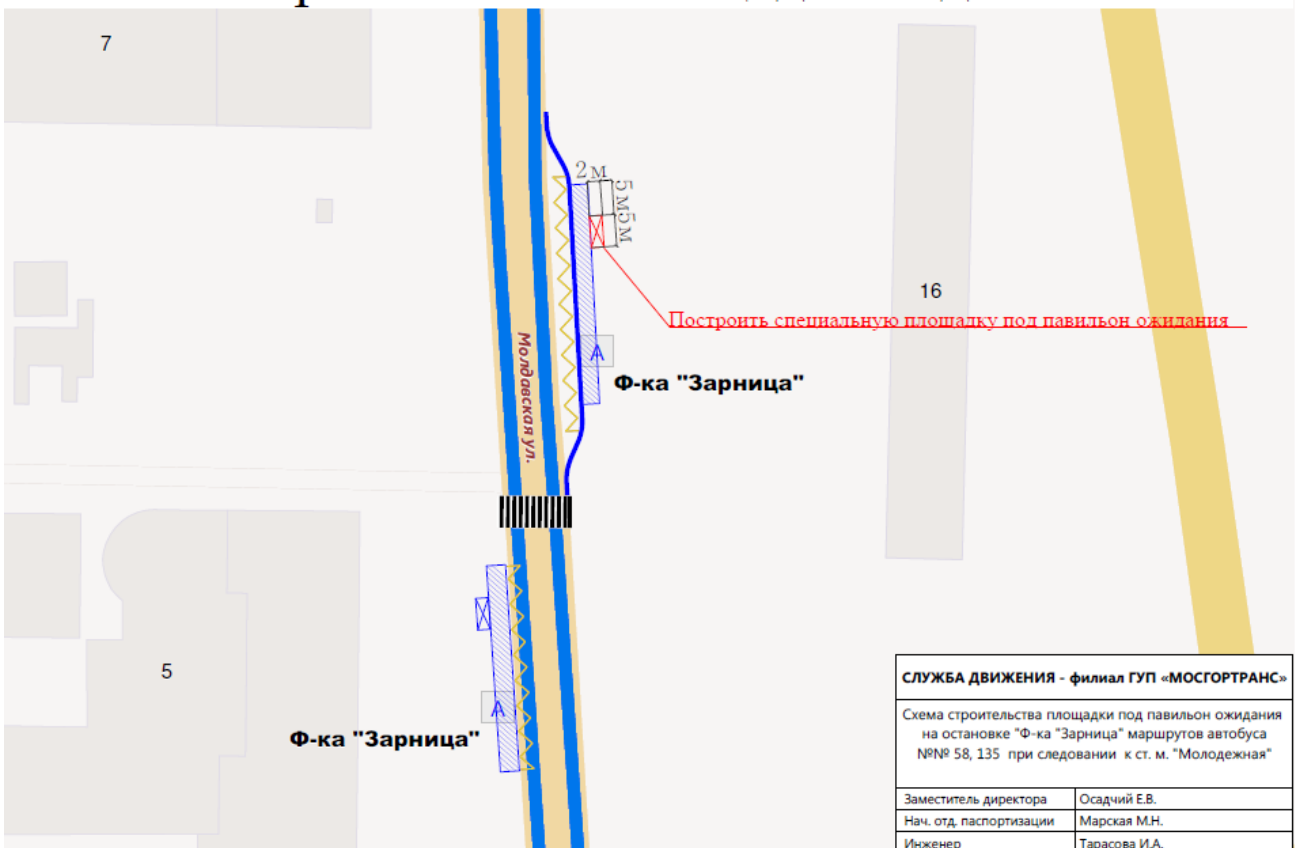 7
2м
5м
5м
16
Построить специальную площадку под павильон ожидания
Молдавская ул.
А
Ф-ка "Зарница"
5
А
Ф-ка "Зарница"
СЛУЖБА ДВИЖЕНИЯ - филиал ГУП «МОСГОРТРАНС»
Схема строительства площадки под павильон ожидания
на остановке "Ф-ка "Зарница" маршрутов автобуса
№№ 58, 135 при следовании к ст. м. "Молодежная"
Заместитель директора Осадчий Е.В.
Нач. отд. паспортизации Марская М.Н.
Инженер Тарасова И.А.